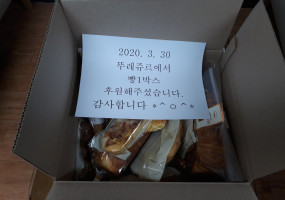 2020. 3. 30
뚜레쥬르에서
빵1박스
후원해주셨습니다.
감사합니다 *^ㅇ^*